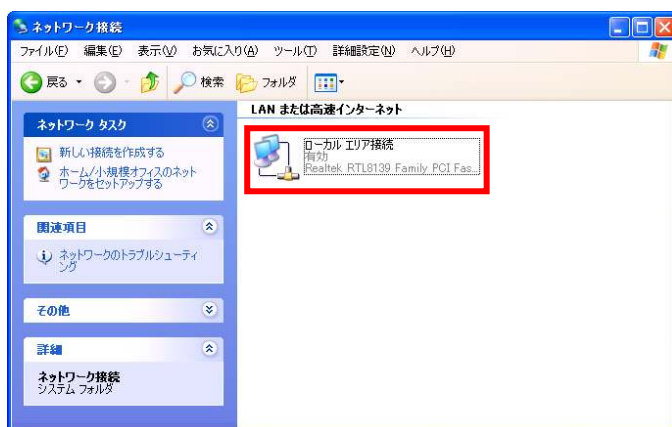 ネットワーク接続
ファイル(F) 編集(E) 表示(V) お気に入り(A) ツール(T) 詳細設定(N) ヘルプ(H)
戻る 検索 フォルダ
ネットワーク タスク
新しい接続を作成する
ホーム/小規模オフィスのネット
ワークをセットアップする
関連項目
ネットワークのトラブルシューティ
ング
その他
詳細
ネットワーク接続
システム フォルダ
LAN または高速インターネット
ローカル エリア接続
有効
Realtek RTL8139 Family PCI Fas...